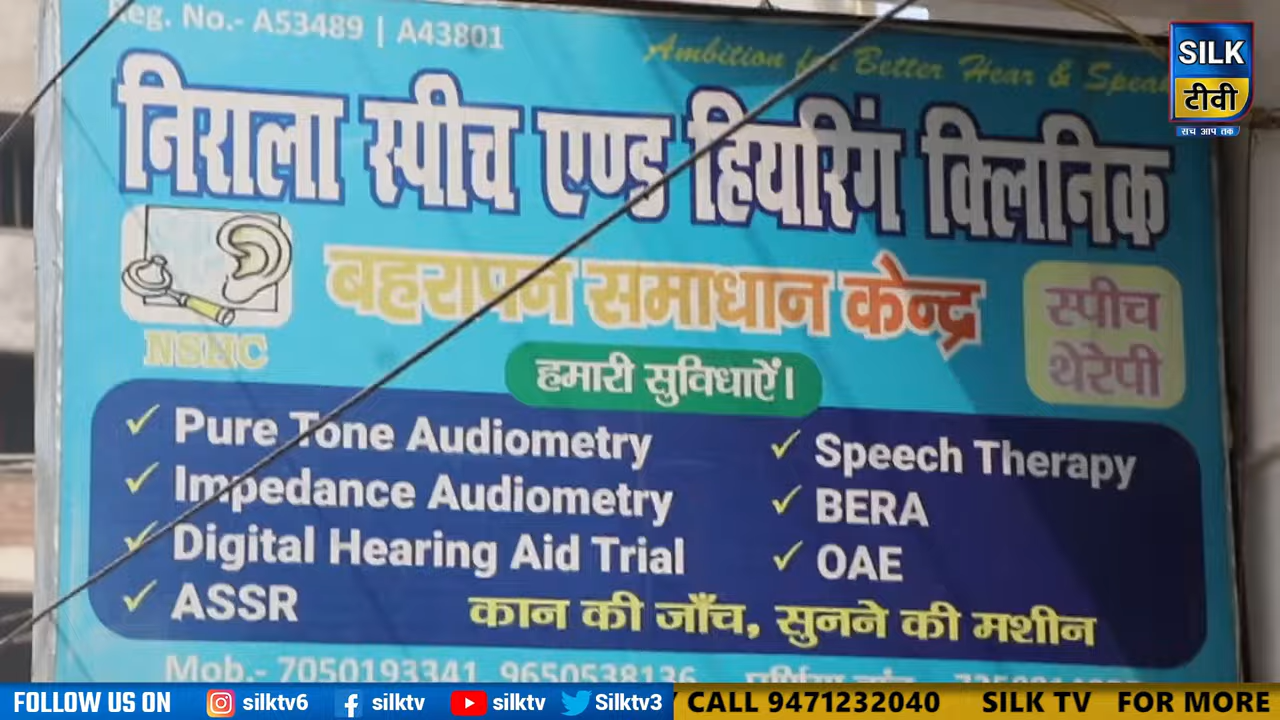 Reg. No.- A53489 | A43801
Ambition for Better Hear & Speak
SILK
टीवी
सच आप तक
निराला स्पीच एण्ड हियरिंग क्लिनिक
बहरापन समाधान केन्द्र
स्पीच
थेरेपी
NSHC
हमारी सुविधाऐं।
✓ Pure Tone Audiometry
✓ Speech Therapy
✓ Impedance Audiometry
✓ BERA
✓ Digital Hearing Aid Trial
✓ OAE
✓ ASSR
कान की जाँच, सुनने की मशीन
Mob.- 7050193341, 9650538136
FOLLOW US ON silktv6 silktv silktv Silktv3 CALL 9471232040 SILK TV FOR MORE